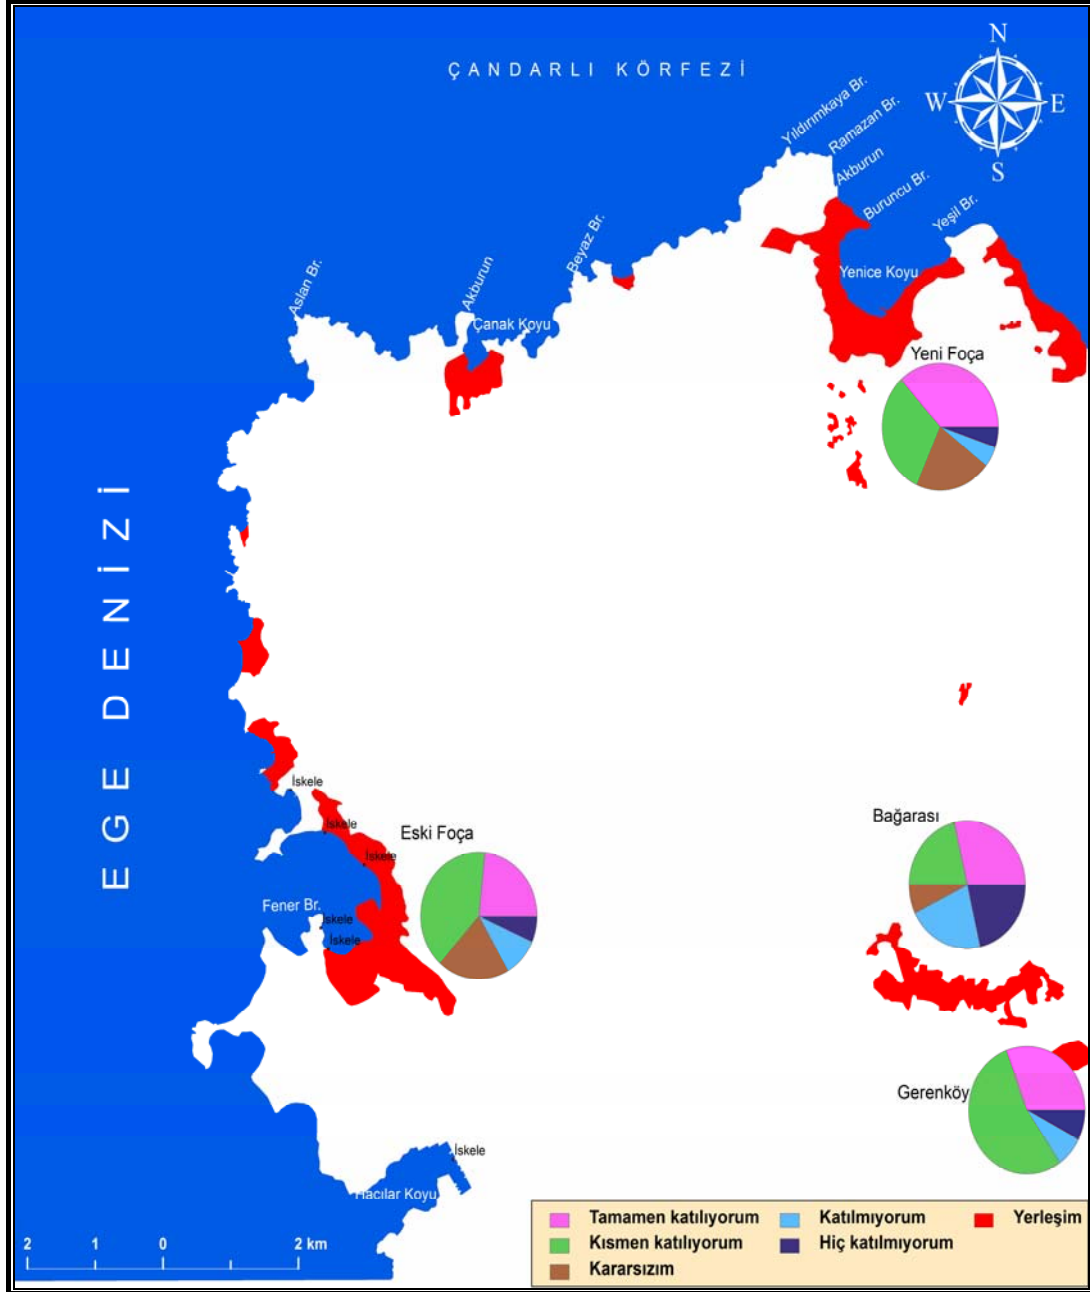 N
ÇANDARLI KÖRFEZİ
W
E
S
Yıldırımkaya Br.
Ramazan Br.
Akburun
Buruncu Br.
Yeşil Br.
Beyaz Br.
Yenice Koyu
Akburun
Aslan Br.
Çanak Koyu
Yeni Foça
EGE DENİZİ
İskele
Bağarası
Eski Foça
İskele
İskele
Fener Br.
İskele
İskele
Gerenköy
İskele
Hacılar Koyu
2 1 0 2 km
Tamamen katılıyorum
Katılmıyorum
Yerleşim
Kısmen katılıyorum
Hiç katılmıyorum
Kararsızım